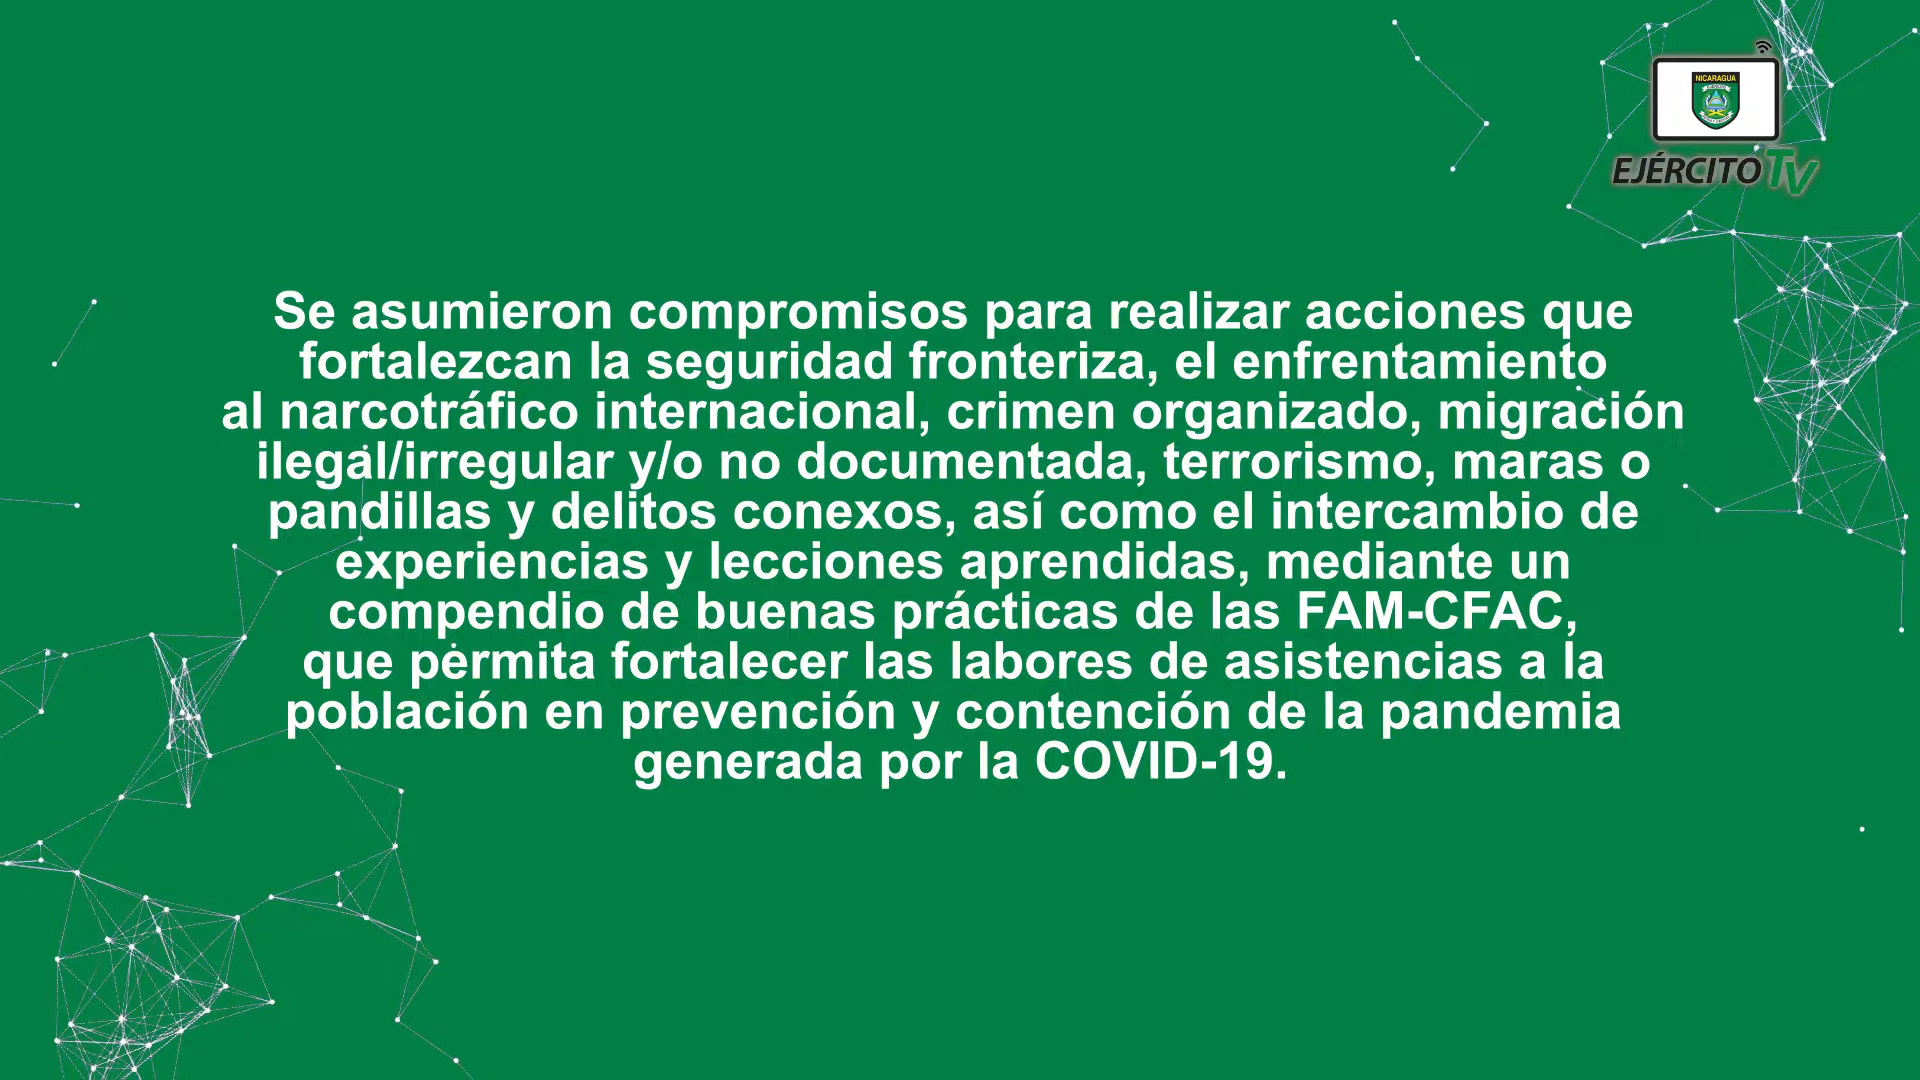 NICARAGUA
EJÉRCITO TV
Se asumieron compromisos para realizar acciones que
fortalezcan la seguridad fronteriza, el enfrentamiento
al narcotráfico internacional, crimen organizado, migración
ilegal/irregular y/o no documentada, terrorismo, maras o
pandillas y delitos conexos, así como el intercambio de
experiencias y lecciones aprendidas, mediante un
compendio de buenas prácticas de las FAM-CFAC,
que permita fortalecer las labores de asistencias a la
población en prevención y contención de la pandemia
generada por la COVID-19.